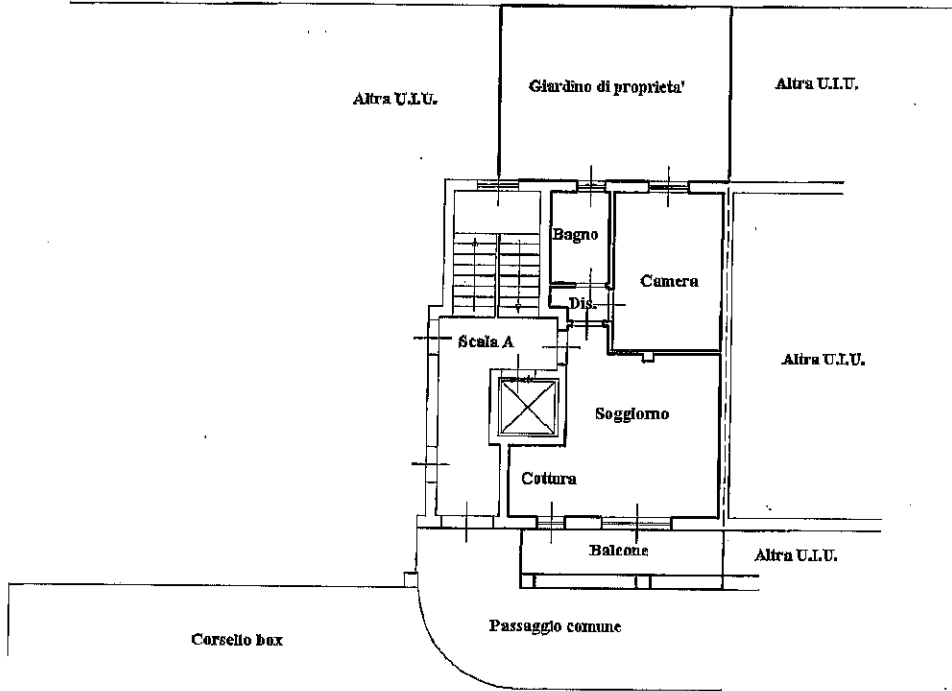 Giardino di proprieta'
Altra U.I.U.
Altra U.I.U.
Bagno
Camera
Dis.
Scala A
Altra U.I.U.
Soggiorno
Cottura
Balcone
Altra U.I.U.
Passaggio comune
Corsello box